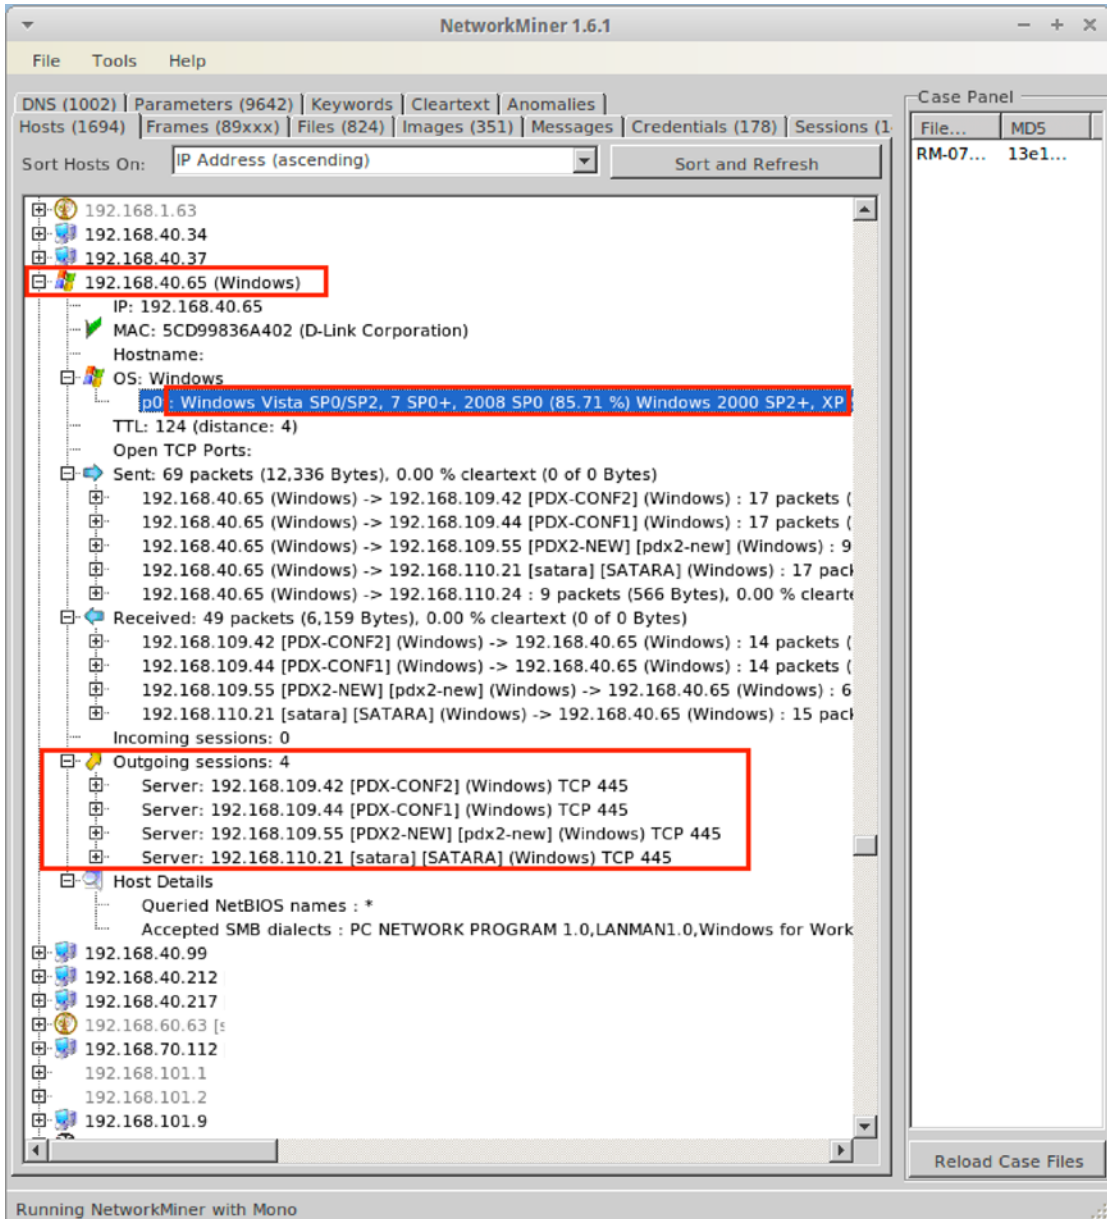 NetworkMiner 1.6.1
File Tools Help
DNS (1002) Parameters (9642) Keywords Cleartext Anomalies
Hosts (1694) Frames (89xxx) Files (824) Images (351) Messages Credentials (178) Sessions (1
Sort Hosts On: IP Address (ascending) Sort and Refresh
192.168.1.63
192.168.40.34
192.168.40.37
192.168.40.65 (Windows)
IP: 192.168.40.65
MAC: 5CD99836A402 (D-Link Corporation)
Hostname:
OS: Windows
p0 : Windows Vista SP0/SP2, 7 SP0+, 2008 SP0 (85.71 %) Windows 2000 SP2+, XP
TTL: 124 (distance: 4)
Open TCP Ports:
Sent: 69 packets (12,336 Bytes), 0.00 % cleartext (0 of 0 Bytes)
192.168.40.65 (Windows) -> 192.168.109.42 [PDX-CONF2] (Windows) : 17 packets (
192.168.40.65 (Windows) -> 192.168.109.44 [PDX-CONF1] (Windows) : 17 packets (
192.168.40.65 (Windows) -> 192.168.109.55 [PDX2-NEW] [pdx2-new] (Windows) : 9
192.168.40.65 (Windows) -> 192.168.110.21 [satara] [SATARA] (Windows) : 17 pack
192.168.40.65 (Windows) -> 192.168.110.24 : 9 packets (566 Bytes), 0.00 % clearte
Received: 49 packets (6,159 Bytes), 0.00 % cleartext (0 of 0 Bytes)
192.168.109.42 [PDX-CONF2] (Windows) -> 192.168.40.65 (Windows) : 14 packets (
192.168.109.44 [PDX-CONF1] (Windows) -> 192.168.40.65 (Windows) : 14 packets (
192.168.109.55 [PDX2-NEW] [pdx2-new] (Windows) -> 192.168.40.65 (Windows) : 6
192.168.110.21 [satara] [SATARA] (Windows) -> 192.168.40.65 (Windows) : 15 pack
Incoming sessions: 0
Outgoing sessions: 4
Server: 192.168.109.42 [PDX-CONF2] (Windows) TCP 445
Server: 192.168.109.44 [PDX-CONF1] (Windows) TCP 445
Server: 192.168.109.55 [PDX2-NEW] [pdx2-new] (Windows) TCP 445
Server: 192.168.110.21 [satara] [SATARA] (Windows) TCP 445
Host Details
Queried NetBIOS names : *
Accepted SMB dialects : PC NETWORK PROGRAM 1.0,LANMAN1.0,Windows for Work
192.168.40.99
192.168.40.212
192.168.40.217
192.168.60.63 [s
192.168.70.112
192.168.101.1
192.168.101.2
192.168.101.9
Case Panel
File... MD5
RM-07... 13e1...
Reload Case Files
Running NetworkMiner with Mono